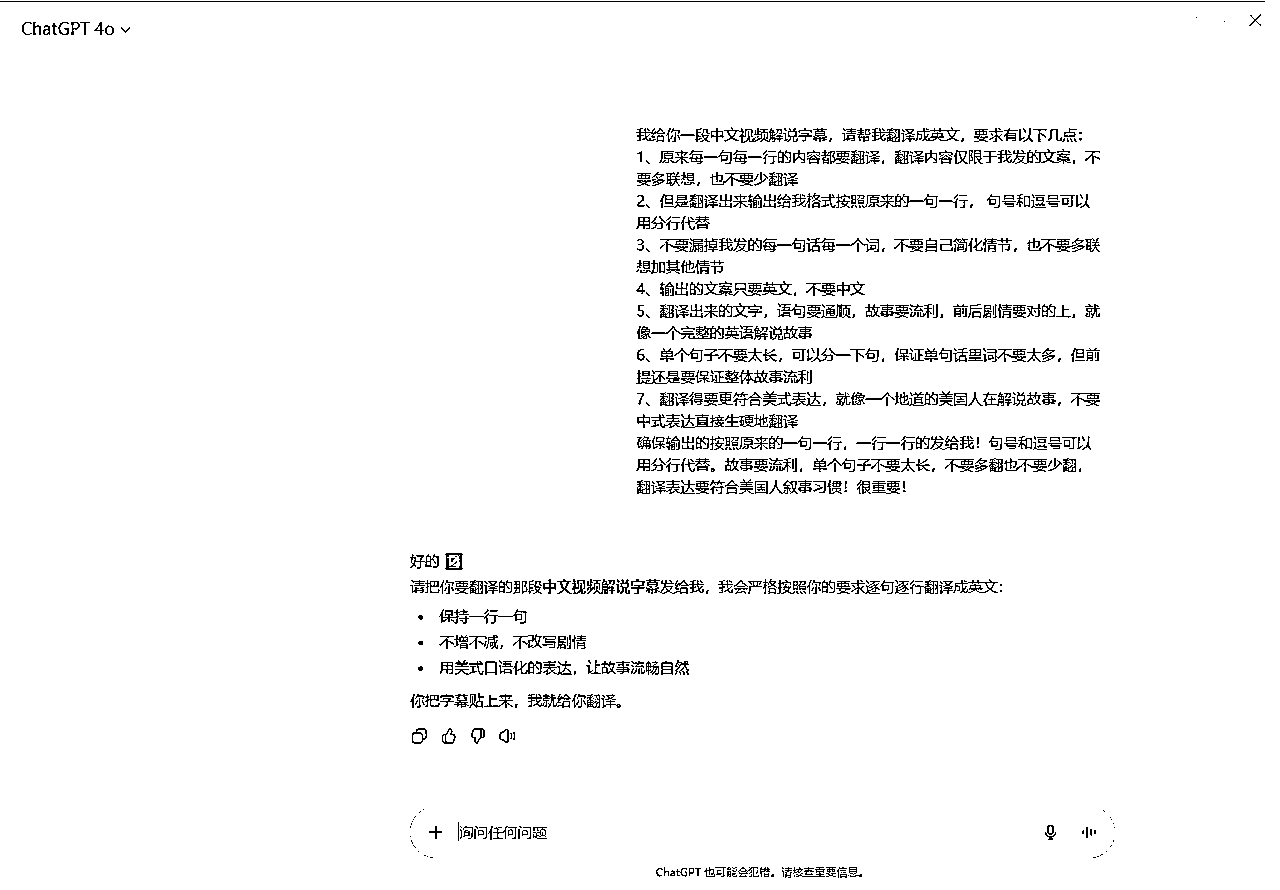 ChatGPT 4o
我给你一段中文视频解说字幕，请帮我翻译成英文，要求有以下几点：
1、原来每一句每一行的内容都要翻译，翻译内容仅限于我发的文案，不
要多联想，也不要少翻译
2、但是翻译出来输出给我格式按照原来的一句一行， 句号和逗号可以
用分行代替
3、不要漏掉我发的每一句话每一个词，不要自己简化情节，也不要多联
想加其他情节
4、输出的文案只要英文，不要中文
5、翻译出来的文字，语句要通顺，故事要流利，前后剧情要对的上，就
像一个完整的英语解说故事
6、单个句子不要太长，可以分一下句，保证单句话里词不要太多，但前
提还是要保证整体故事流利
7、翻译得要更符合美式表达，就像一个地道的美国人在解说故事，不要
中式表达直接生硬地翻译
确保输出的按照原来的一句一行，一行一行的发给我！句号和逗号可以
用分行代替。故事要流利，单个句子不要太长，不要多翻也不要少翻，
翻译表达要符合美国人叙事习惯！很重要！
好的
请把你要翻译的那段中文视频解说字幕发给我，我会严格按照你的要求逐句逐行翻译成英文：
• 保持一行一句
• 不增不减，不改写剧情
• 用美式口语化的表达，让故事流畅自然
你把字幕贴上来，我就给你翻译。
询问任何问题
ChatGPT 也可能会犯错。请核查重要信息。